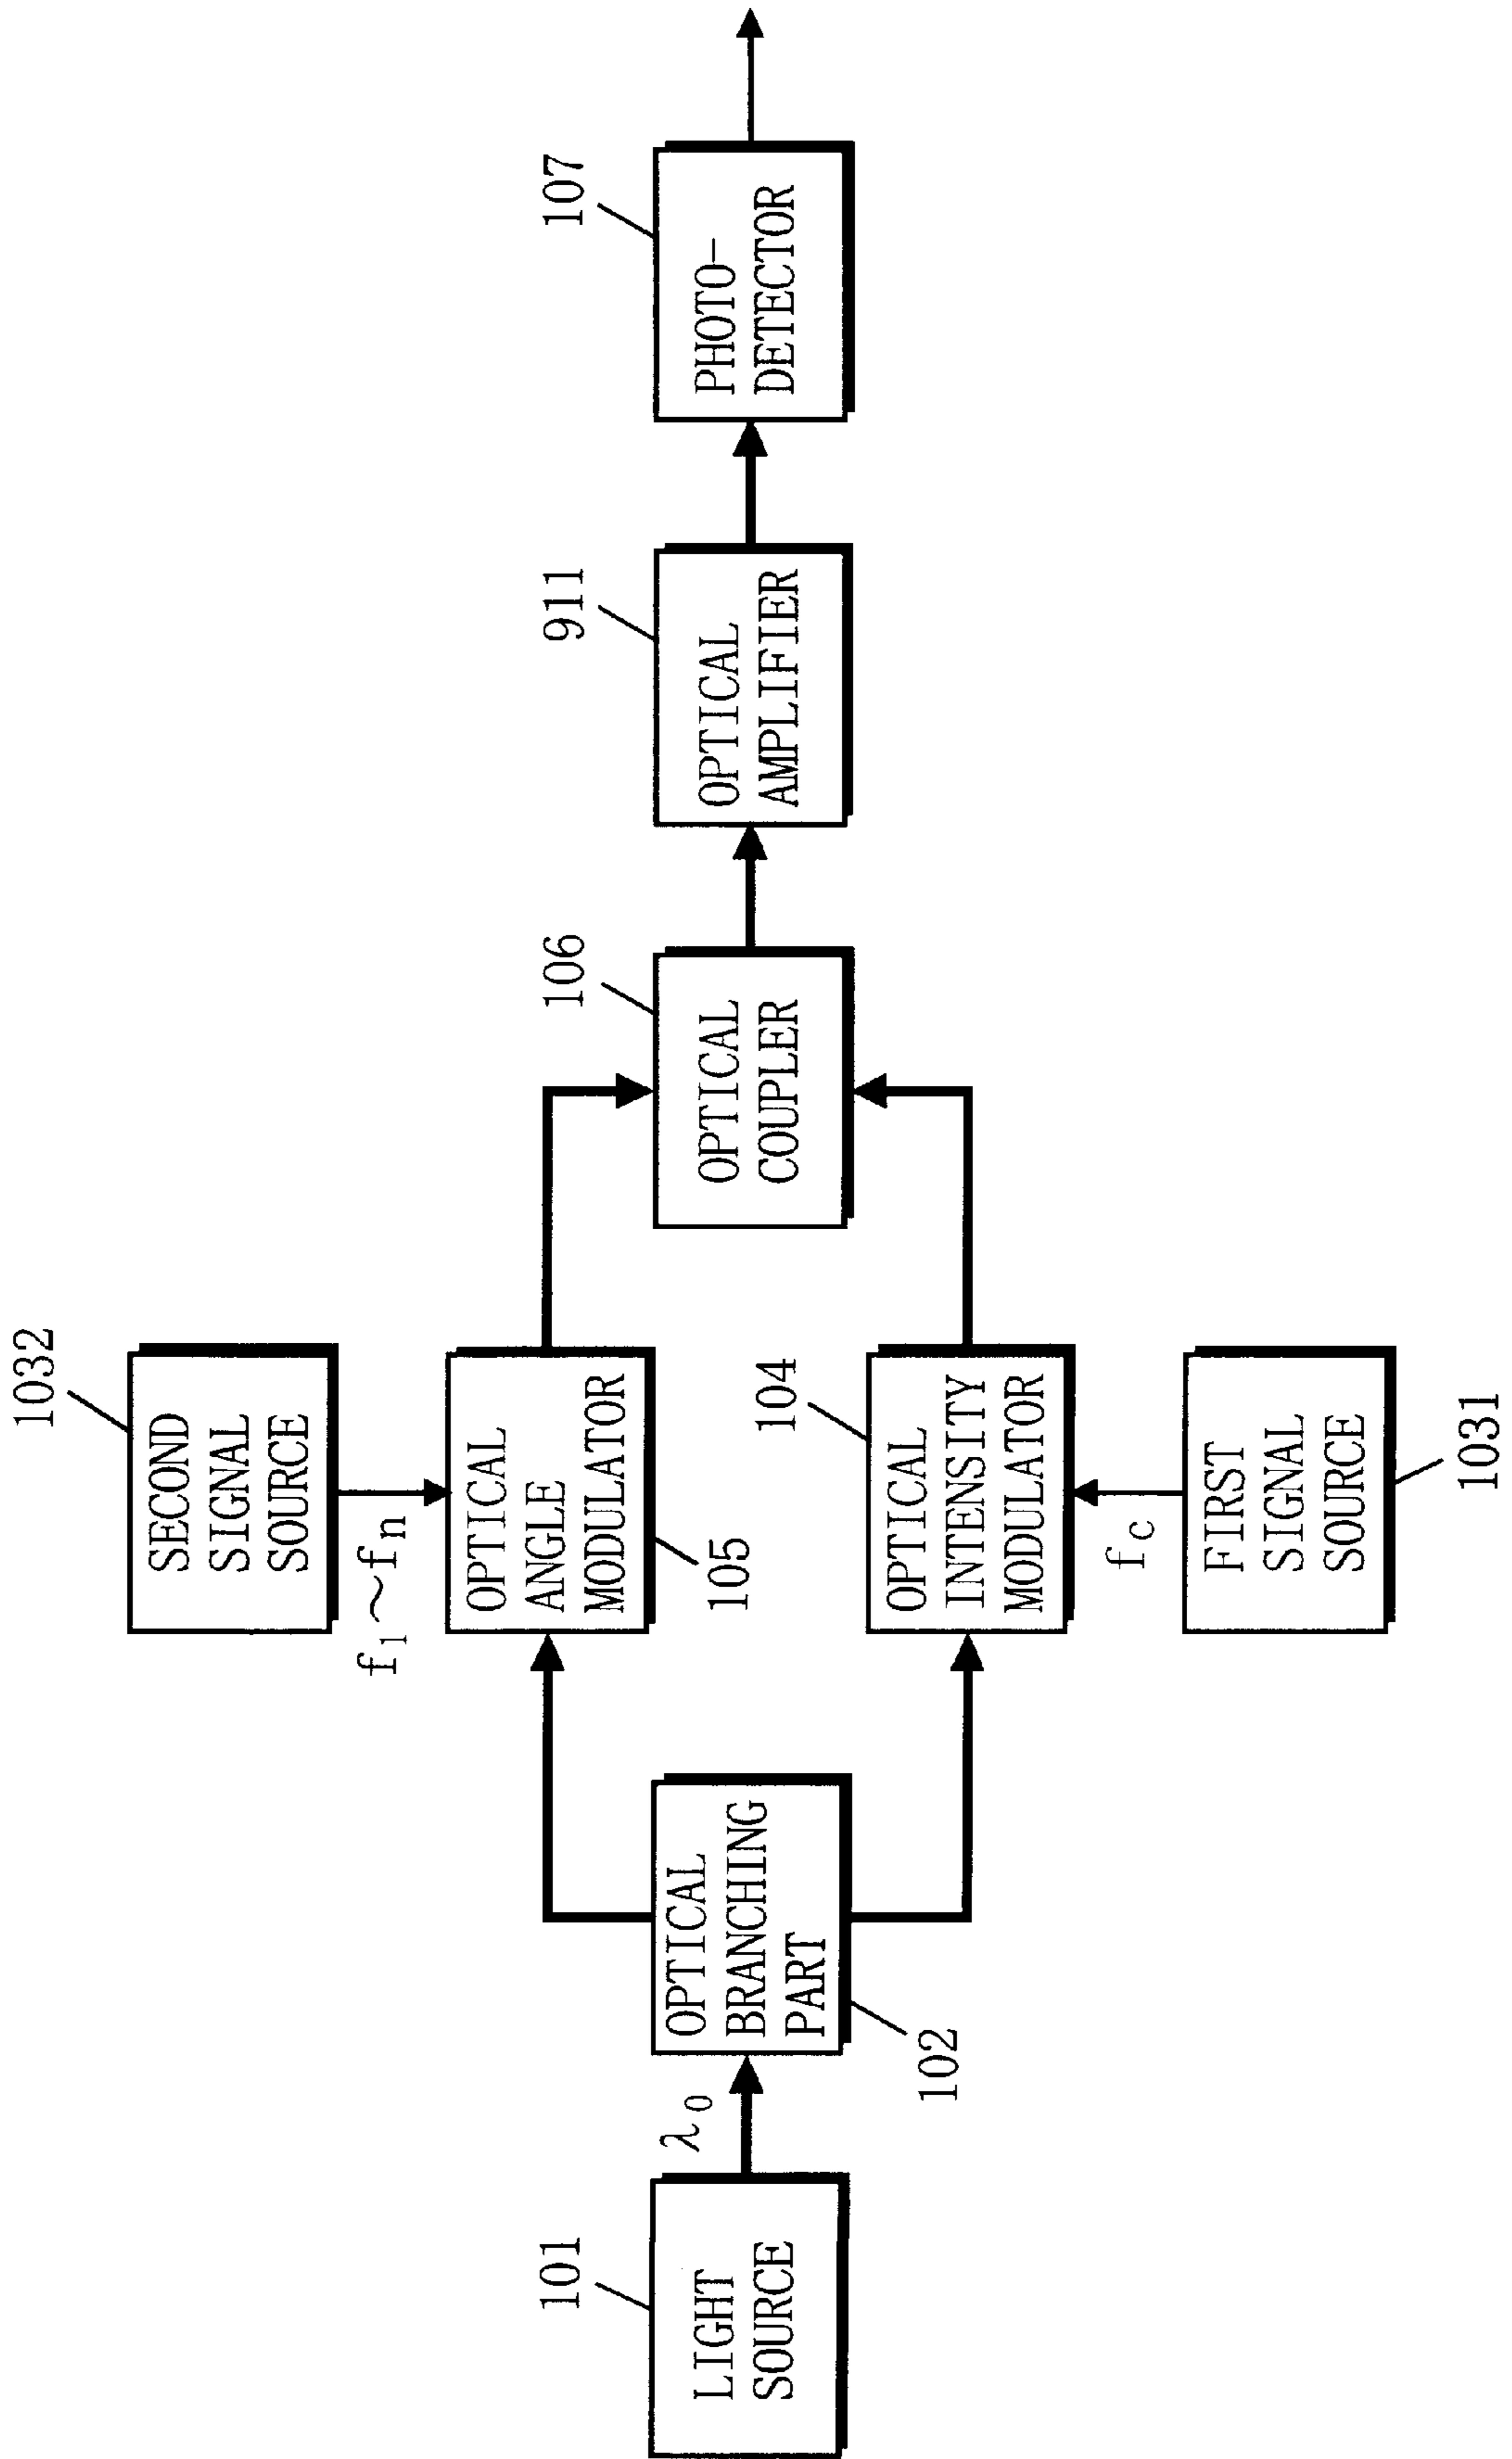 1032
SECOND
SIGNAL
SOURCE
f1~fn
101
LIGHT
SOURCE
λ0
OPTICAL
BRANCHING
PART
102
OPTICAL
ANGLE
MODULATOR
105
104
OPTICAL
INTENSITY
MODULATOR
fc
FIRST
SIGNAL
SOURCE
1031
106
OPTICAL
COUPLER
911
OPTICAL
AMPLIFIER
107
PHOTO-
DETECTOR